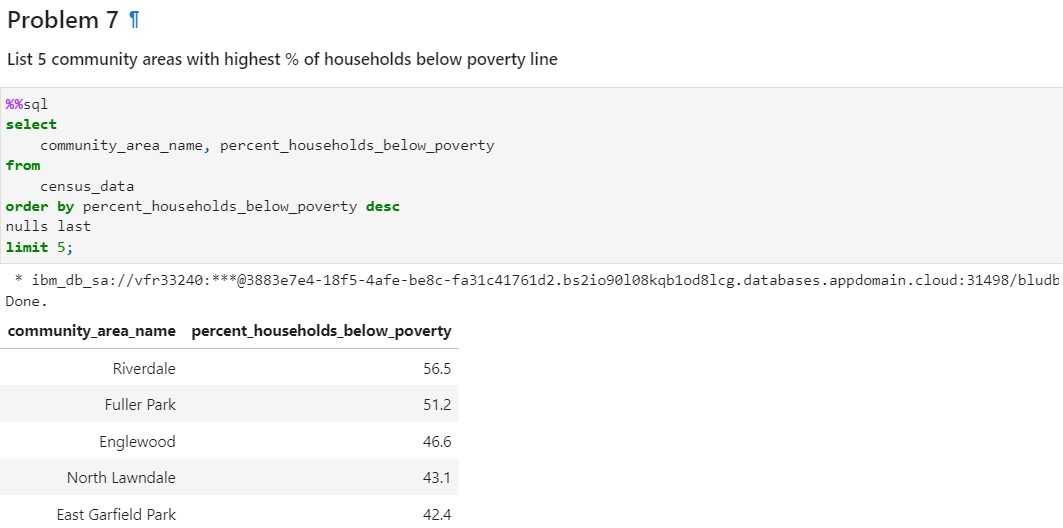 Problem 7 ¶
List 5 community areas with highest % of households below poverty line
%%sql
select
    community_area_name, percent_households_below_poverty
from
    census_data
order by percent_households_below_poverty desc
nulls last
limit 5;
* ibm_db_sa://vfr33240:***@3883e7e4-18f5-4afe-be8c-fa31c41761d2.bs2io90l08kqb1od8lcg.databases.appdomain.cloud:31498/bludb
Done.
community_area_name percent_households_below_poverty
Riverdale 56.5
Fuller Park 51.2
Englewood 46.6
North Lawndale 43.1
East Garfield Park 42.4